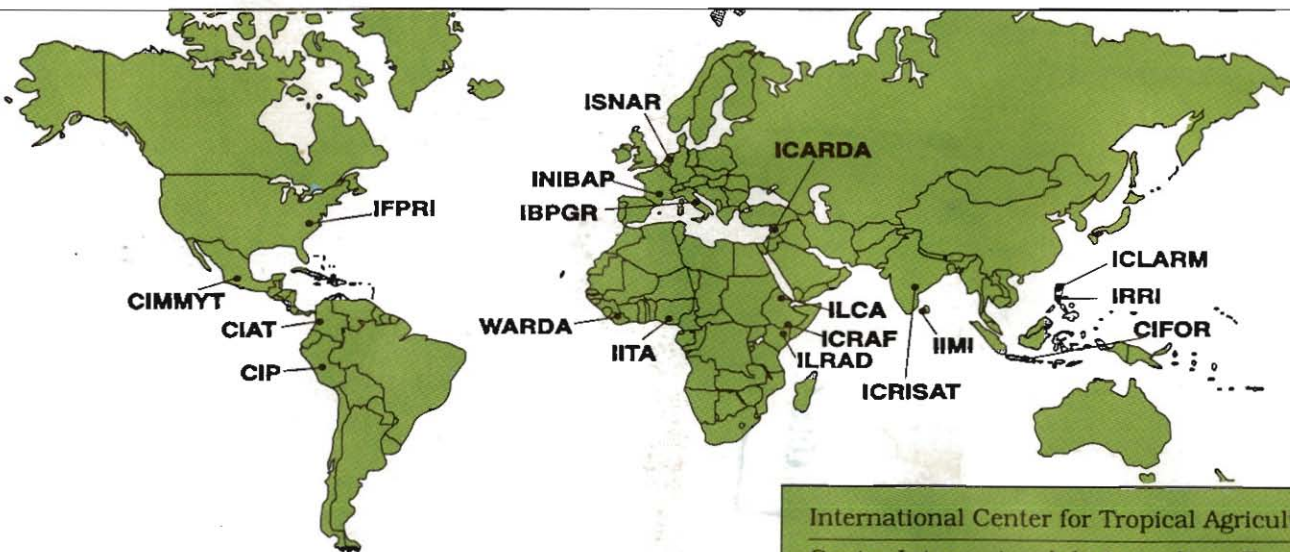 ISNAR
ICARDA
INIBAP
IBPGR
IFPRI
ICLARM
CIMMYT
IRRI
ILCA
CIFOR
CIAT
WARDA
ICRAF
IIMI
IITA
ILRAD
CIP
ICRISAT
International Center for Tropical Agricul